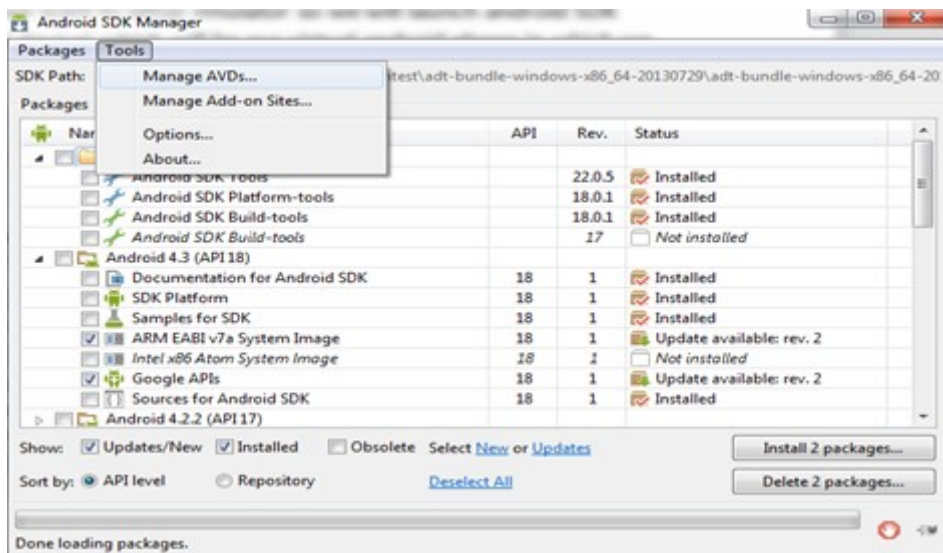 Android SDK Manager
Packages Tools
SDK Path: test\adt-bundle-windows-x86_64-20130729\adt-bundle-windows-x86_64-20
Manage AVDs...
Manage Add-on Sites...
Options...
About...
Packages
Nar API Rev. Status
Android SDK Tools 22.0.5 Installed
Android SDK Platform-tools 18.0.1 Installed
Android SDK Build-tools 18.0.1 Installed
Android SDK Build-tools 17 Not installed
Android 4.3 (API 18)
Documentation for Android SDK 18 1 Installed
SDK Platform 18 1 Installed
Samples for SDK 18 1 Installed
ARM EABI v7a System Image 18 1 Update available: rev. 2
Intel x86 Atom System Image 18 1 Not installed
Google APIs 18 1 Update available: rev. 2
Sources for Android SDK 18 1 Installed
Android 4.2.2 (API 17)
Show: Updates/New Installed Obsolete Select New or Updates Install 2 packages...
Sort by: API level Repository Deselect All Delete 2 packages...
Done loading packages.